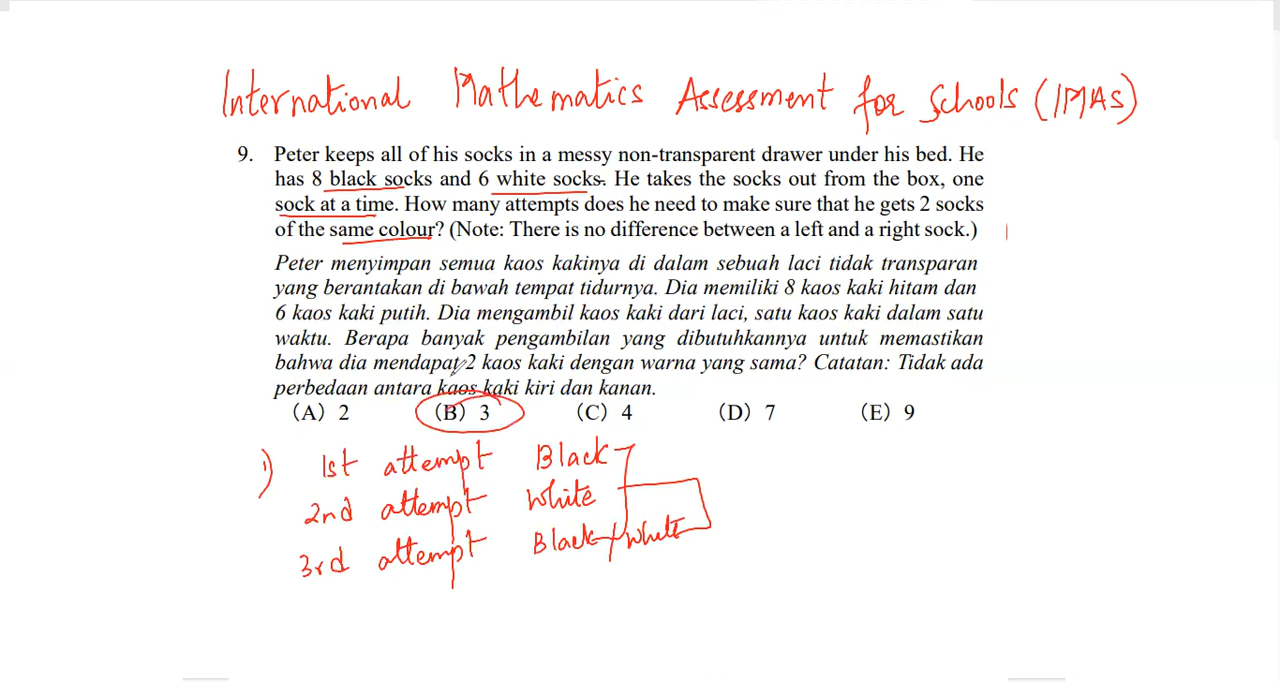 International Mathematics Assessment for Schools (IMAS)
9. Peter keeps all of his socks in a messy non-transparent drawer under his bed. He
has 8 black socks and 6 white socks. He takes the socks out from the box, one
sock at a time. How many attempts does he need to make sure that he gets 2 socks
of the same colour? (Note: There is no difference between a left and a right sock.)
Peter menyimpan semua kaos kakinya di dalam sebuah laci tidak transparan
yang berantakan di bawah tempat tidurnya. Dia memiliki 8 kaos kaki hitam dan
6 kaos kaki putih. Dia mengambil kaos kaki dari laci, satu kaos kaki dalam satu
waktu. Berapa banyak pengambilan yang dibutuhkannya untuk memastikan
bahwa dia mendapat 2 kaos kaki dengan warna yang sama? Catatan: Tidak ada
perbedaan antara kaos kaki kiri dan kanan.
(A) 2 (B) 3 (C) 4 (D) 7 (E) 9
1) 1st attempt Black
2nd attempt White
3rd attempt Black/White